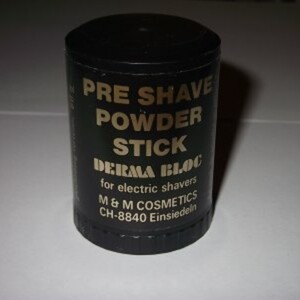 PRE SHAVE
POWDER
STICK
DERMA BLOC
for electric shavers
M & M COSMETICS
CH-8840 Einsiedeln